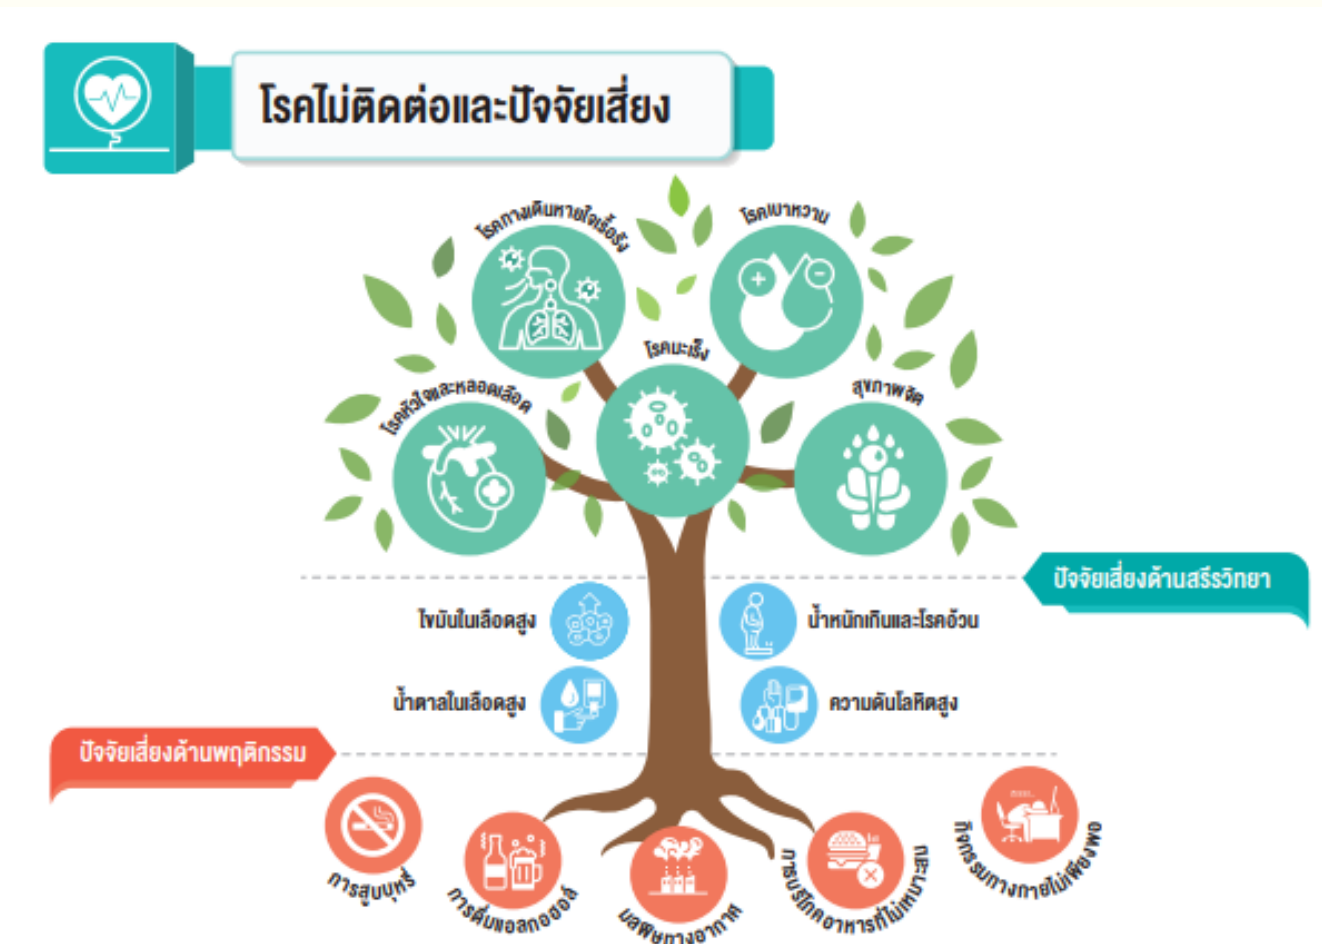 โรคไม่ติดต่อและปัจจัยเสี่ยง
โรคทางเดินหายใจเรื้อรัง
โรคเบาหวาน
โรคมะเร็ง
โรคหัวใจและหลอดเลือด
สุขภาพจิต
ปัจจัยเสี่ยงด้านสรีรวิทยา
ไขมันในเลือดสูง
น้ำหนักเกินและโรคอ้วน
น้ำตาลในเลือดสูง
ความดันโลหิตสูง
ปัจจัยเสี่ยงด้านพฤติกรรม
การสูบบุหรี่
การดื่มแอลกอฮอล์
มลพิษทางอากาศ
การบริโภคอาหารที่ไม่เหมาะสม
กิจกรรมทางกายไม่เพียงพอ